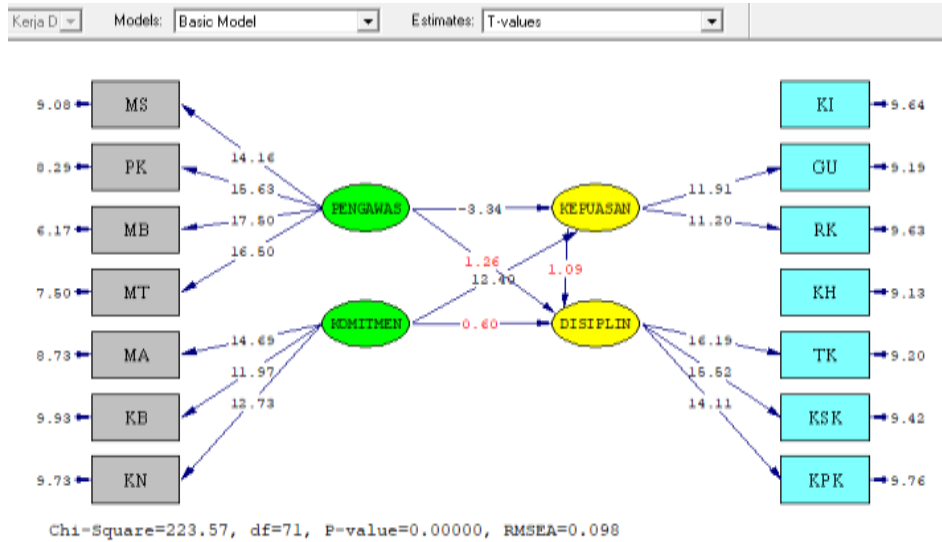 Kerja D Models: Basic Model Estimates: T-values
9.08 MS KI 9.64
14.16
8.29 PK GU 9.19
15.63 11.91
PENGAWAS -3.34 KEPUASAN
6.17 MB 17.50 11.20 RK 9.63
16.50
1.26 1.09
12.40
7.50 MT KH 9.13
KOMITMEN 0.60 DISIPLIN
14.69 16.19
8.73 MA TK 9.20
11.97 15.52
12.73 14.11
9.93 KB KSK 9.42
9.73 KN KPK 9.76
Chi-Square=223.57, df=71, P-value=0.00000, RMSEA=0.098